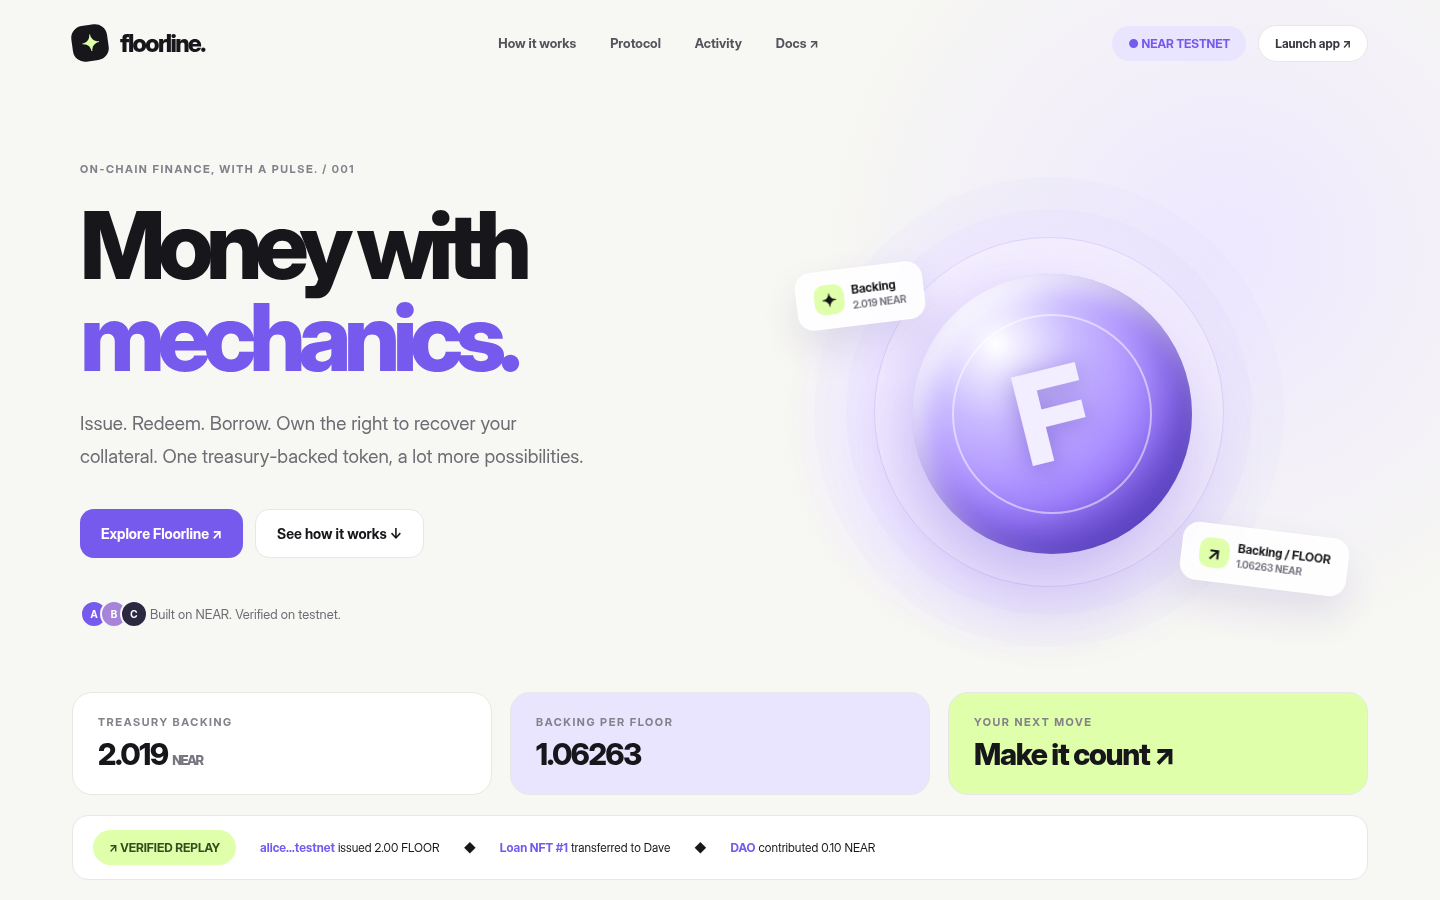 floorline.
How it works Protocol Activity Docs ↗
NEAR TESTNET
Launch app ↗
ON-CHAIN FINANCE, WITH A PULSE. / 001
Money with
mechanics.
Issue. Redeem. Borrow. Own the right to recover your
collateral. One treasury-backed token, a lot more possibilities.
Explore Floorline ↗
See how it works ↓
A B C Built on NEAR. Verified on testnet.
Backing
2.019 NEAR
F
Backing / FLOOR
1.06263 NEAR
TREASURY BACKING
2.019 NEAR
BACKING PER FLOOR
1.06263
YOUR NEXT MOVE
Make it count ↗
↗ VERIFIED REPLAY
alice...testnet issued 2.00 FLOOR ◆ Loan NFT #1 transferred to Dave ◆ DAO contributed 0.10 NEAR